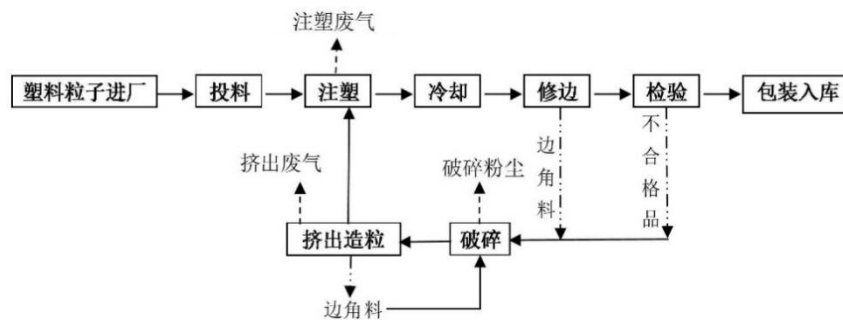 注塑废气
塑料粒子进厂 投料 注塑 冷却 修边 检验 包装入库
边角料
不合格品
挤出废气 破碎粉尘
挤出造粒 破碎
边角料